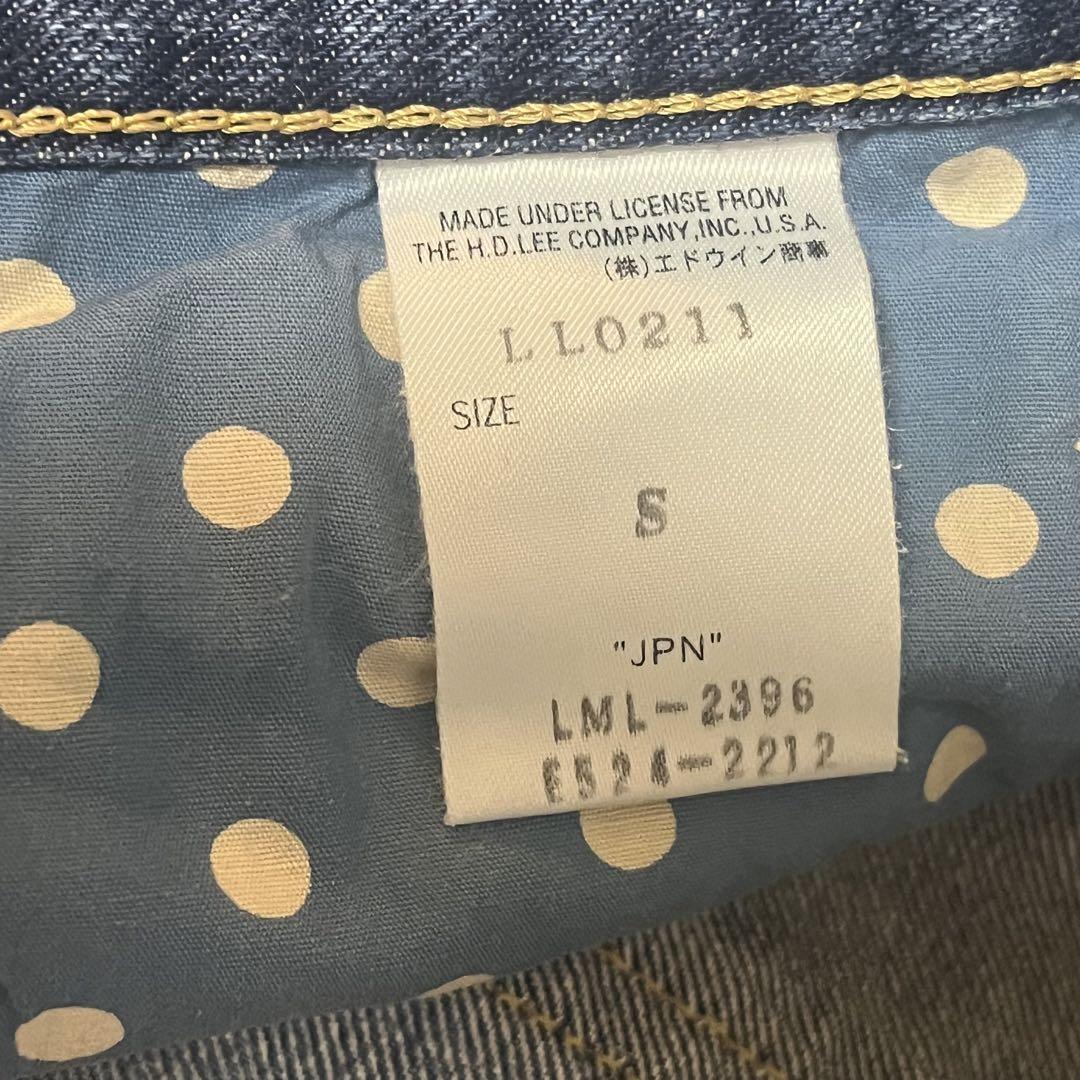 MADE UNDER LICENSE FROM
THE H.D.LEE COMPANY,INC.,U.S.A.
(株)エドウイン商事
LL0211
SIZE
S
"JPN"
LML-2396
E524-2212